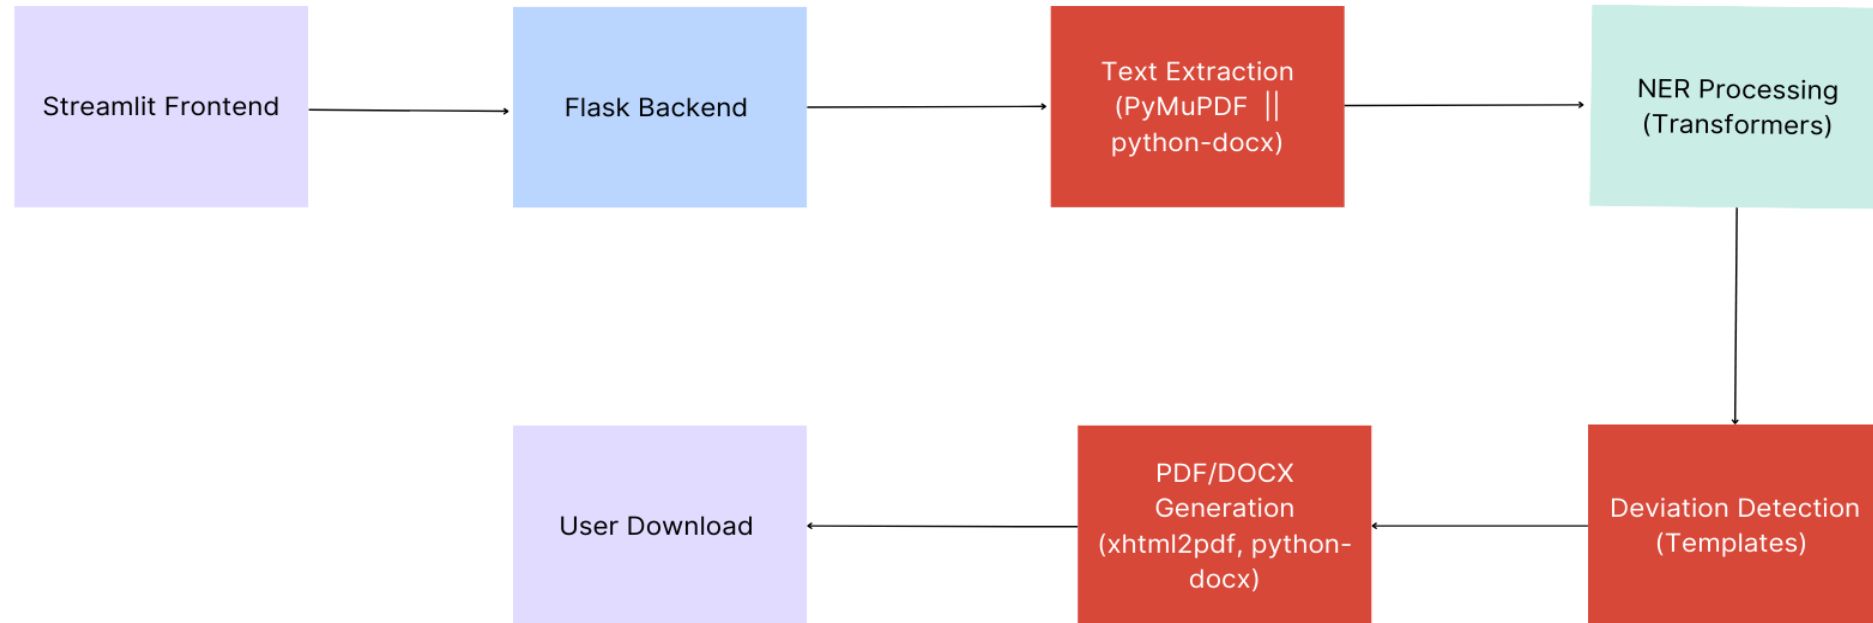 Streamlit Frontend
Flask Backend
Text Extraction
(PyMuPDF  ||
python-docx)
NER Processing
(Transformers)
User Download
PDF/DOCX
Generation
(xhtml2pdf, python-
docx)
Deviation Detection
(Templates)